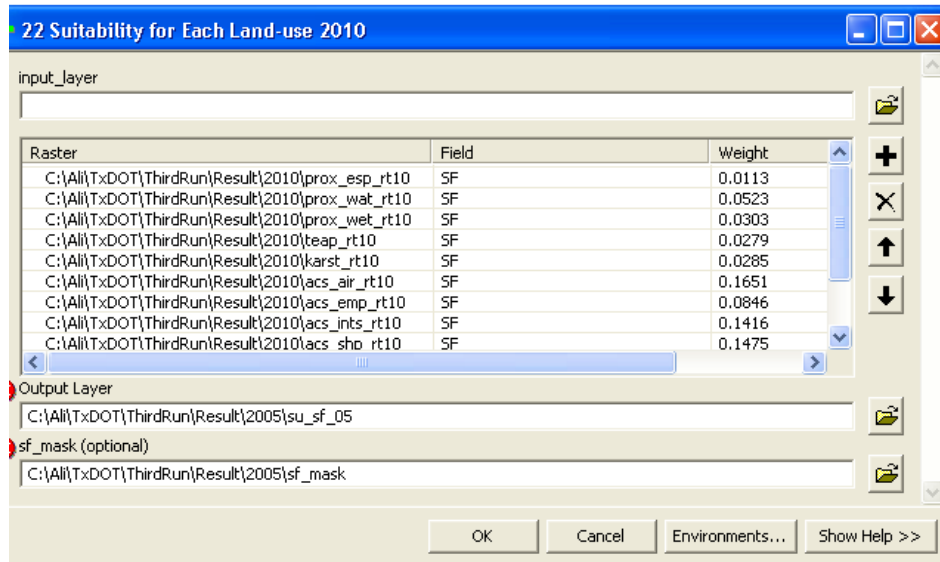 22 Suitability for Each Land-use 2010
input_layer
Raster Field Weight
C:\Ali\TxDOT\ThirdRun\Result\2010\prox_esp_rt10 SF 0.0113
C:\Ali\TxDOT\ThirdRun\Result\2010\prox_wat_rt10 SF 0.0523
C:\Ali\TxDOT\ThirdRun\Result\2010\prox_wet_rt10 SF 0.0303
C:\Ali\TxDOT\ThirdRun\Result\2010\teap_rt10 SF 0.0279
C:\Ali\TxDOT\ThirdRun\Result\2010\karst_rt10 SF 0.0285
C:\Ali\TxDOT\ThirdRun\Result\2010\acs_air_rt10 SF 0.1651
C:\Ali\TxDOT\ThirdRun\Result\2010\acs_emp_rt10 SF 0.0846
C:\Ali\TxDOT\ThirdRun\Result\2010\acs_ints_rt10 SF 0.1416
C:\Ali\TxDOT\ThirdRun\Result\2010\acs_shp_rt10 SF 0.1475
Output Layer
C:\Ali\TxDOT\ThirdRun\Result\2005\su_sf_05
sf_mask (optional)
C:\Ali\TxDOT\ThirdRun\Result\2005\sf_mask
OK Cancel Environments... Show Help >>